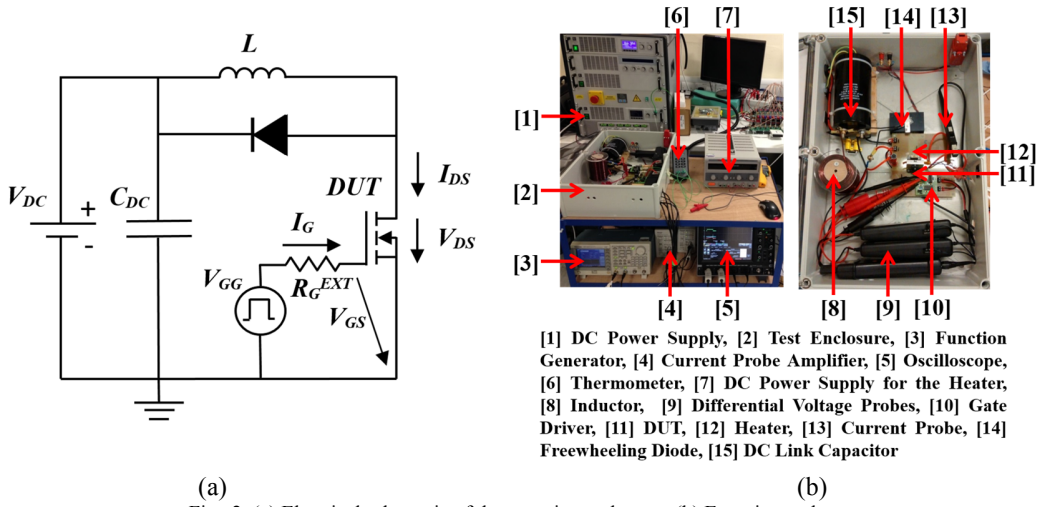 L
V_DC
+
-
C_DC
DUT
I_DS
V_DS
I_G
V_GG
R_G^EXT
V_GS
(a)
[6] [7] [15] [14] [13]
[1]
[2]
[3]
[12]
[11]
[4] [5] [8] [9] [10]
[1] DC Power Supply, [2] Test Enclosure, [3] Function
Generator, [4] Current Probe Amplifier, [5] Oscilloscope,
[6] Thermometer, [7] DC Power Supply for the Heater,
[8] Inductor, [9] Differential Voltage Probes, [10] Gate
Driver, [11] DUT, [12] Heater, [13] Current Probe, [14]
Freewheeling Diode, [15] DC Link Capacitor
(b)